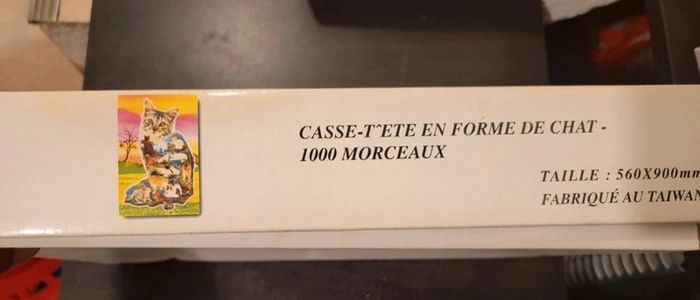 CASSE-T^ETE EN FORME DE CHAT -
1000 MORCEAUX
TAILLE : 560X900mm
FABRIQUÉ AU TAIWAN